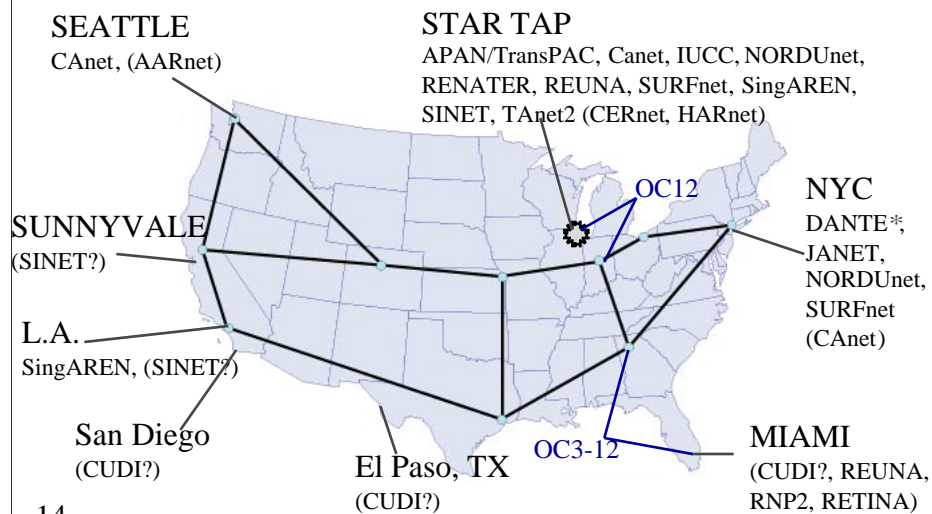 SEATTLE
CAnet, (AARnet)
STAR TAP
APAN/TransPAC, Canet, IUCC, NORDUnet,
RENATER, REUNA, SURFnet, SingAREN,
SINET, TAnet2 (CERnet, HARnet)
OC12
NYC
DANTE*,
JANET,
NORDUnet,
SURFnet
(CAnet)
SUNNYVALE
(SINET?)
L.A.
SingAREN, (SINET?)
San Diego
(CUDI?)
El Paso, TX
(CUDI?)
OC3-12
MIAMI
(CUDI?, REUNA,
RNP2, RETINA)
14